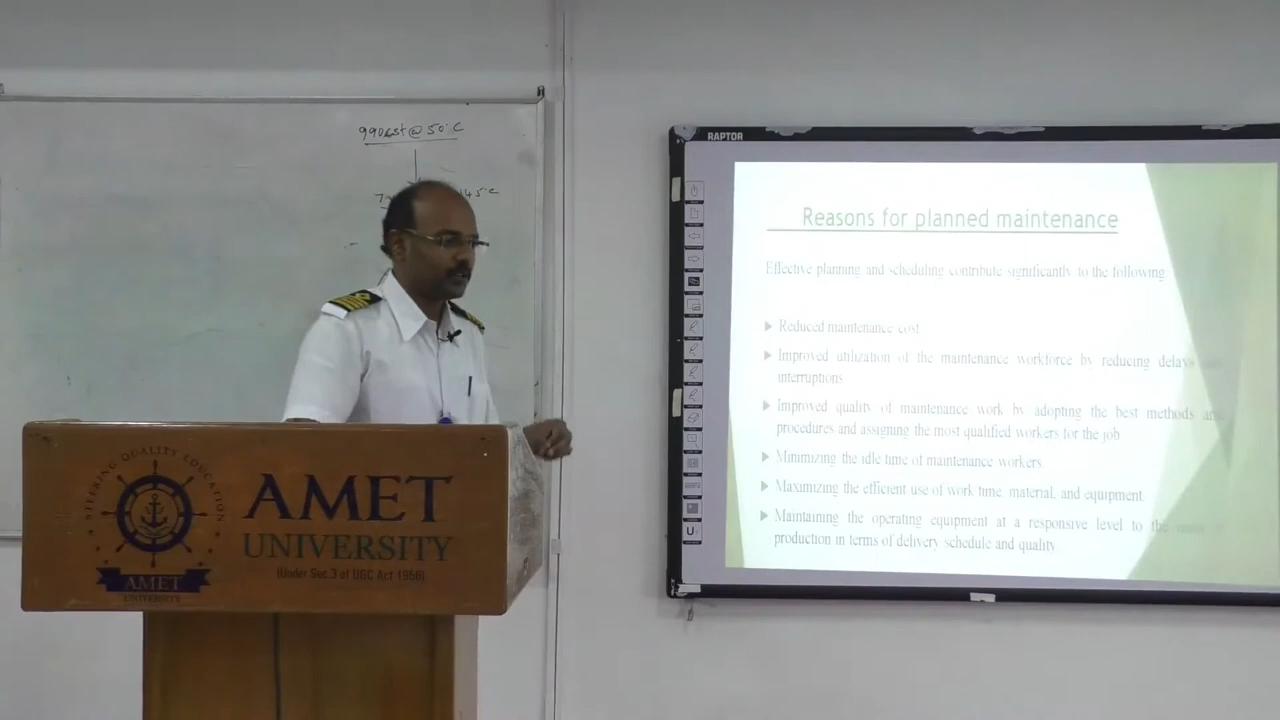 990cst@50°C
45°C
RAPTOR
Reasons for planned maintenance
Effective planning and scheduling contribute significantly to the following
Reduced maintenance cost
Improved utilization of the maintenance workforce by reducing delays
interruptions
Improved quality of maintenance work by adopting the best methods
procedures and assigning the most qualified workers for the job
Minimizing the idle time of maintenance workers
Maximizing the efficient use of work time, material, and equipment
Maintaining the operating equipment at a responsive level to the
production in terms of delivery schedule and quality
STEERING QUALITY EDUCATION
AMET
UNIVERSITY
AMET
UNIVERSITY
(Under Sec.3 of UGC Act 1956)